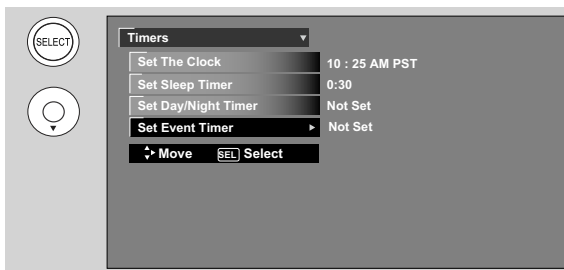 SELECT
Timers
Set The Clock 10 : 25 AM PST
Set Sleep Timer 0:30
Set Day/Night Timer Not Set
Set Event Timer Not Set
Move SEL Select